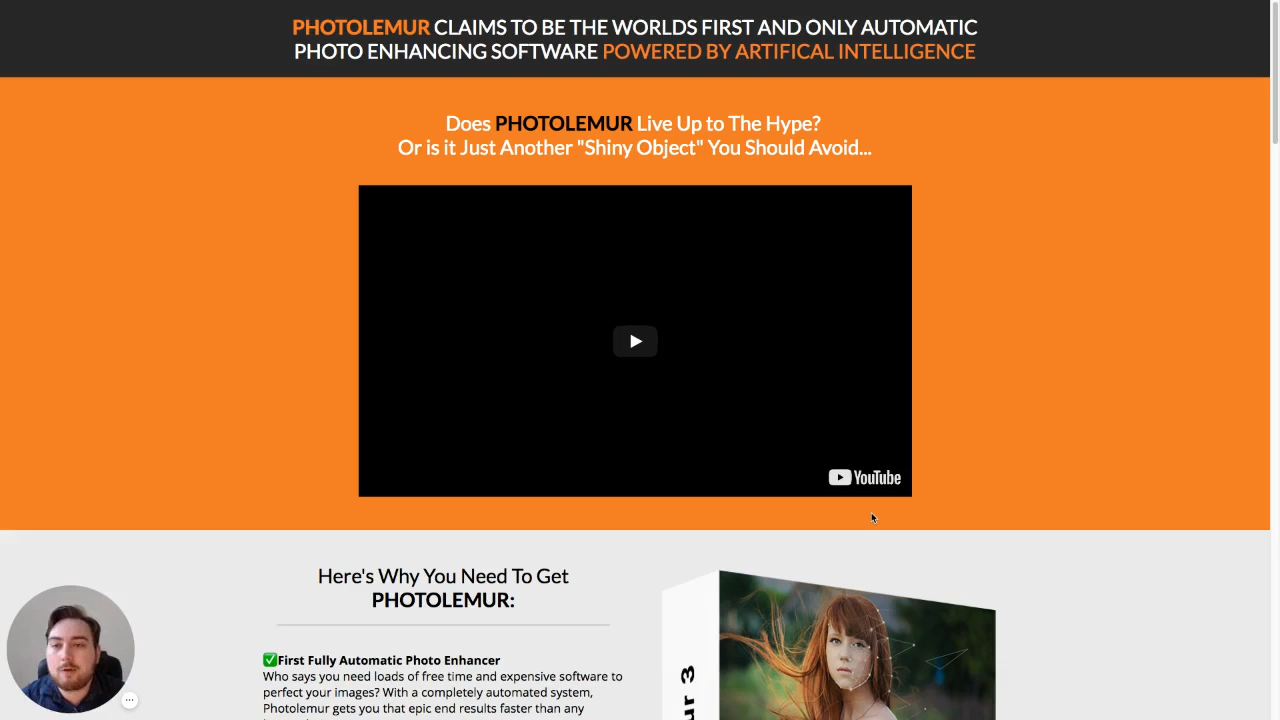 PHOTOLEMUR CLAIMS TO BE THE WORLDS FIRST AND ONLY AUTOMATIC
PHOTO ENHANCING SOFTWARE POWERED BY ARTIFICAL INTELLIGENCE
Does PHOTOLEMUR Live Up to The Hype?
Or is it Just Another "Shiny Object" You Should Avoid...
YouTube
Here's Why You Need To Get
PHOTOLEMUR:
✅First Fully Automatic Photo Enhancer
Who says you need loads of free time and expensive software to
perfect your images? With a completely automated system,
Photolemur gets you that epic end results faster than any
ur 3